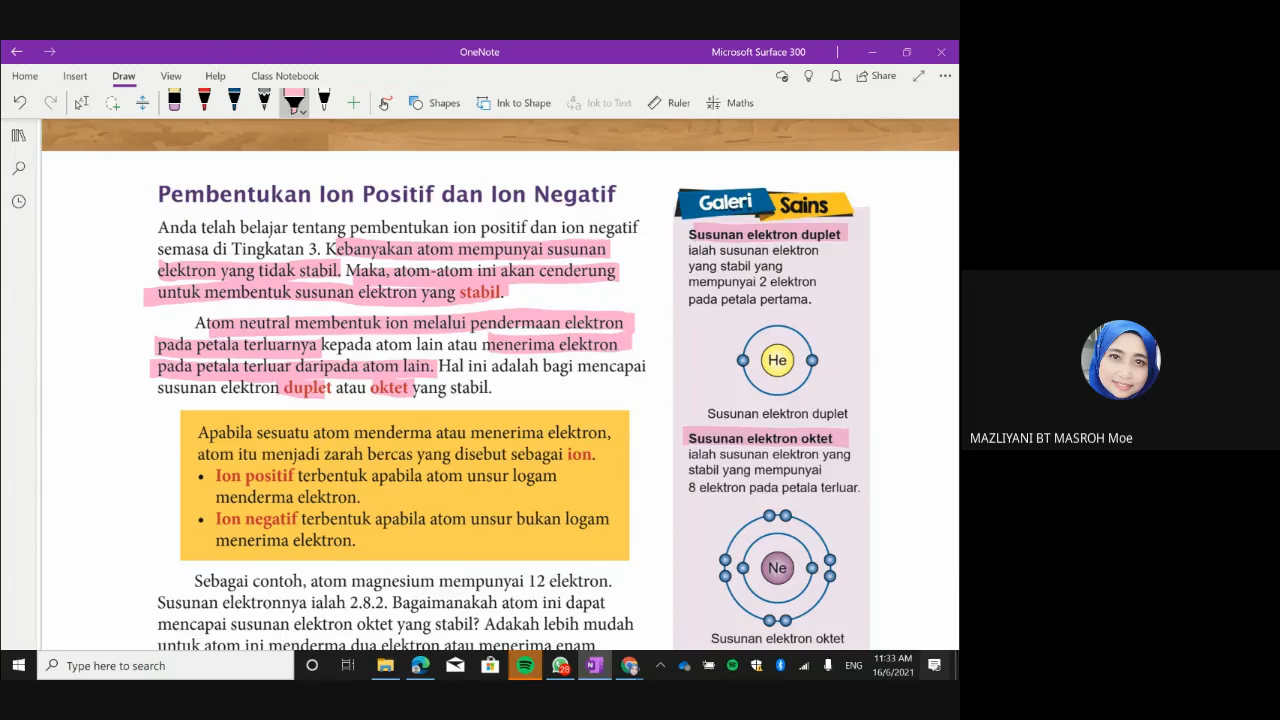 OneNote
Microsoft Surface 300
Home
Insert
Draw
View
Help
Class Notebook
Share
Shapes
Ink to Shape
Ink to Text
Ruler
Maths
Pembentukan Ion Positif dan Ion Negatif
Anda telah belajar tentang pembentukan ion positif dan ion negatif
semasa di Tingkatan 3. Kebanyakan atom mempunyai susunan
elektron yang tidak stabil. Maka, atom-atom ini akan cenderung
untuk membentuk susunan elektron yang stabil.
Atom neutral membentuk ion melalui pendermaan elektron
pada petala terluarnya kepada atom lain atau menerima elektron
pada petala terluar daripada atom lain. Hal ini adalah bagi mencapai
susunan elektron duplet atau oktet yang stabil.
Apabila sesuatu atom menderma atau menerima elektron,
atom itu menjadi zarah bercas yang disebut sebagai ion.
• Ion positif terbentuk apabila atom unsur logam
menderma elektron.
• Ion negatif terbentuk apabila atom unsur bukan logam
menerima elektron.
Sebagai contoh, atom magnesium mempunyai 12 elektron.
Susunan elektronnya ialah 2.8.2. Bagaimanakah atom ini dapat
mencapai susunan elektron oktet yang stabil? Adakah lebih mudah
untuk atom ini menderma dua elektron atau menerima enam
Galeri Sains
Susunan elektron duplet
ialah susunan elektron
yang stabil yang
mempunyai 2 elektron
pada petala pertama.
He
Susunan elektron duplet
Susunan elektron oktet
ialah susunan elektron yang
stabil yang mempunyai
8 elektron pada petala terluar.
Ne
Susunan elektron oktet
MAZLIYANI BT MASROH Moe
Type here to search
28
ENG
11:33 AM
16/6/2021